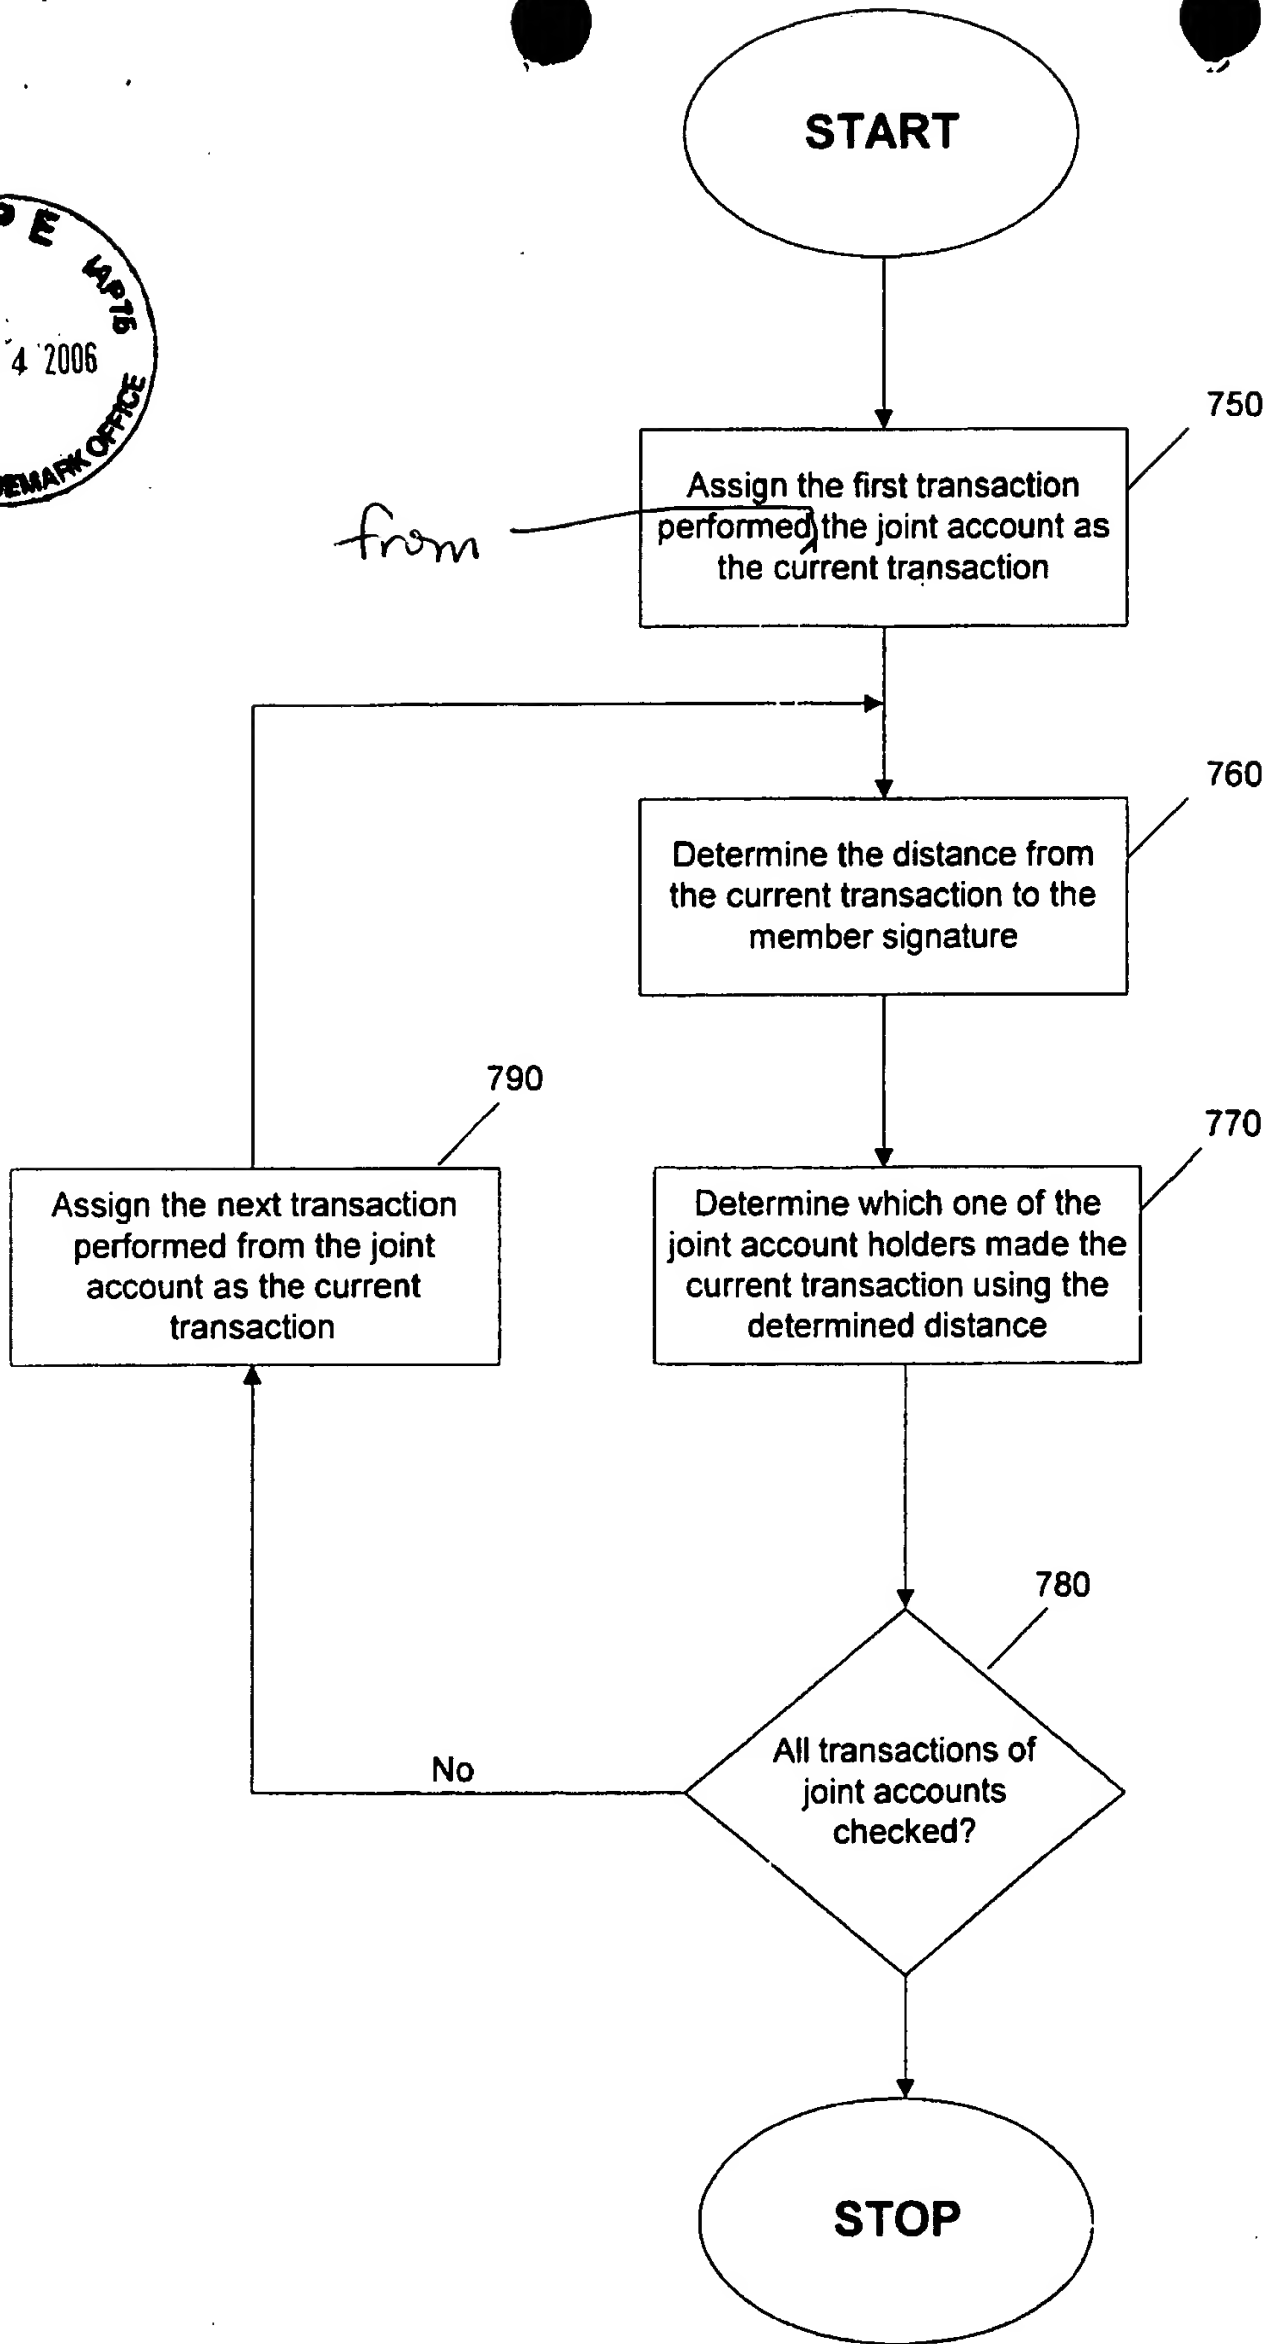 START
E
IAP75
4 2006
OFFICE
750
Assign the first transaction
performed the joint account as
the current transaction
from
760
Determine the distance from
the current transaction to the
member signature
790
770
Assign the next transaction
performed from the joint
account as the current
transaction
Determine which one of the
joint account holders made the
current transaction using the
determined distance
780
All transactions of
joint accounts
checked?
No
STOP